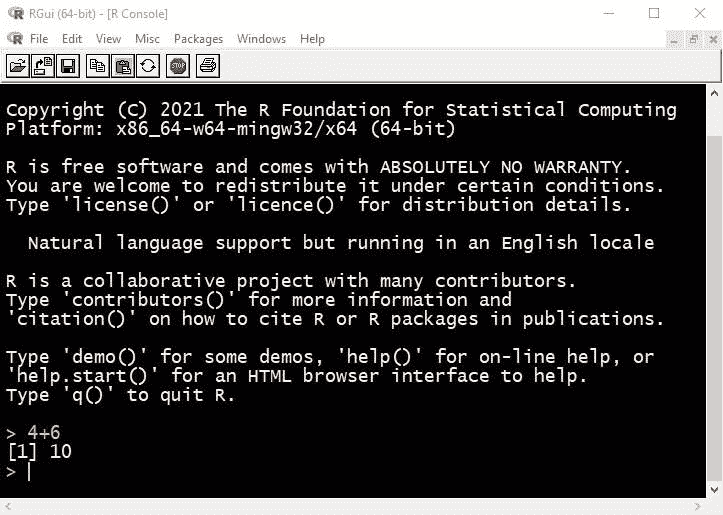 RGui (64-bit) - [R Console]
File Edit View Misc Packages Windows Help
STOP
Copyright (C) 2021 The R Foundation for Statistical Computing
Platform: x86_64-w64-mingw32/x64 (64-bit)
R is free software and comes with ABSOLUTELY NO WARRANTY.
You are welcome to redistribute it under certain conditions.
Type 'license()' or 'licence()' for distribution details.
Natural language support but running in an English locale
R is a collaborative project with many contributors.
Type 'contributors()' for more information and
'citation()' on how to cite R or R packages in publications.
Type 'demo()' for some demos, 'help()' for on-line help, or
'help.start()' for an HTML browser interface to help.
Type 'q()' to quit R.
> 4+6
[1] 10
>